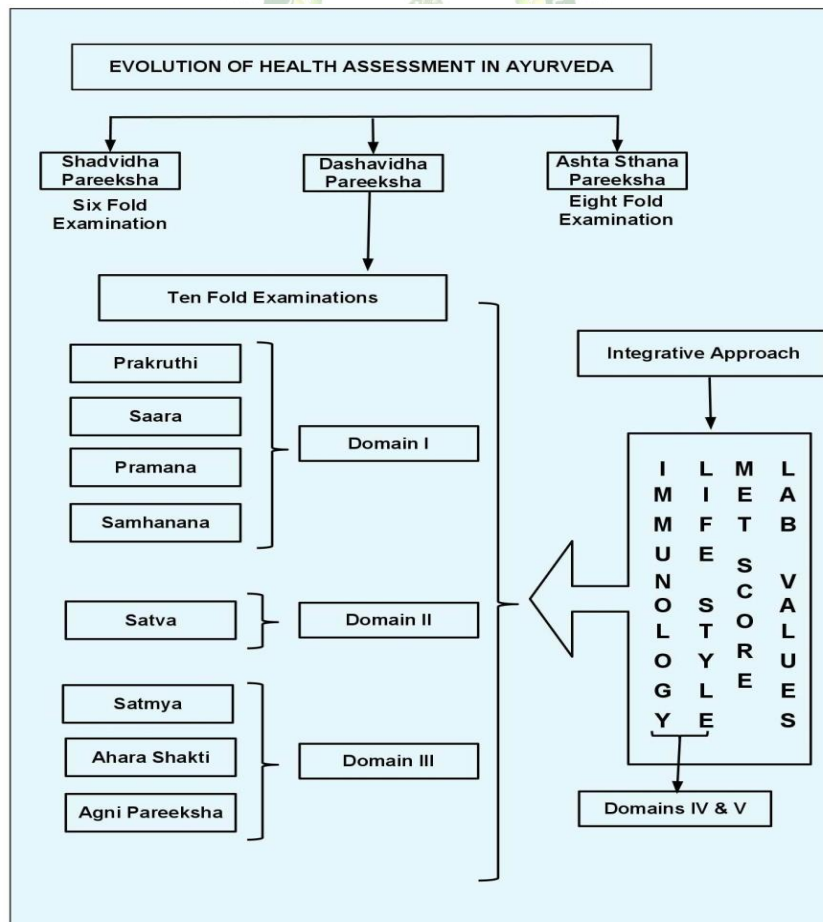 EVOLUTION OF HEALTH ASSESSMENT IN AYURVEDA
Shadvidha
Pareeksha
Six Fold
Examination
Dashavidha
Pareeksha
Ashta Sthana
Pareeksha
Eight Fold
Examination
Ten Fold Examinations
Prakruthi
Saara
Pramana
Samhanana
Domain I
Satva
Domain II
Satmya
Ahara Shakti
Agni Pareeksha
Domain III
Integrative Approach
IMMUNOLOGY
LIFE STYLE
MET SCORE
LAB VALUES
Domains IV & V